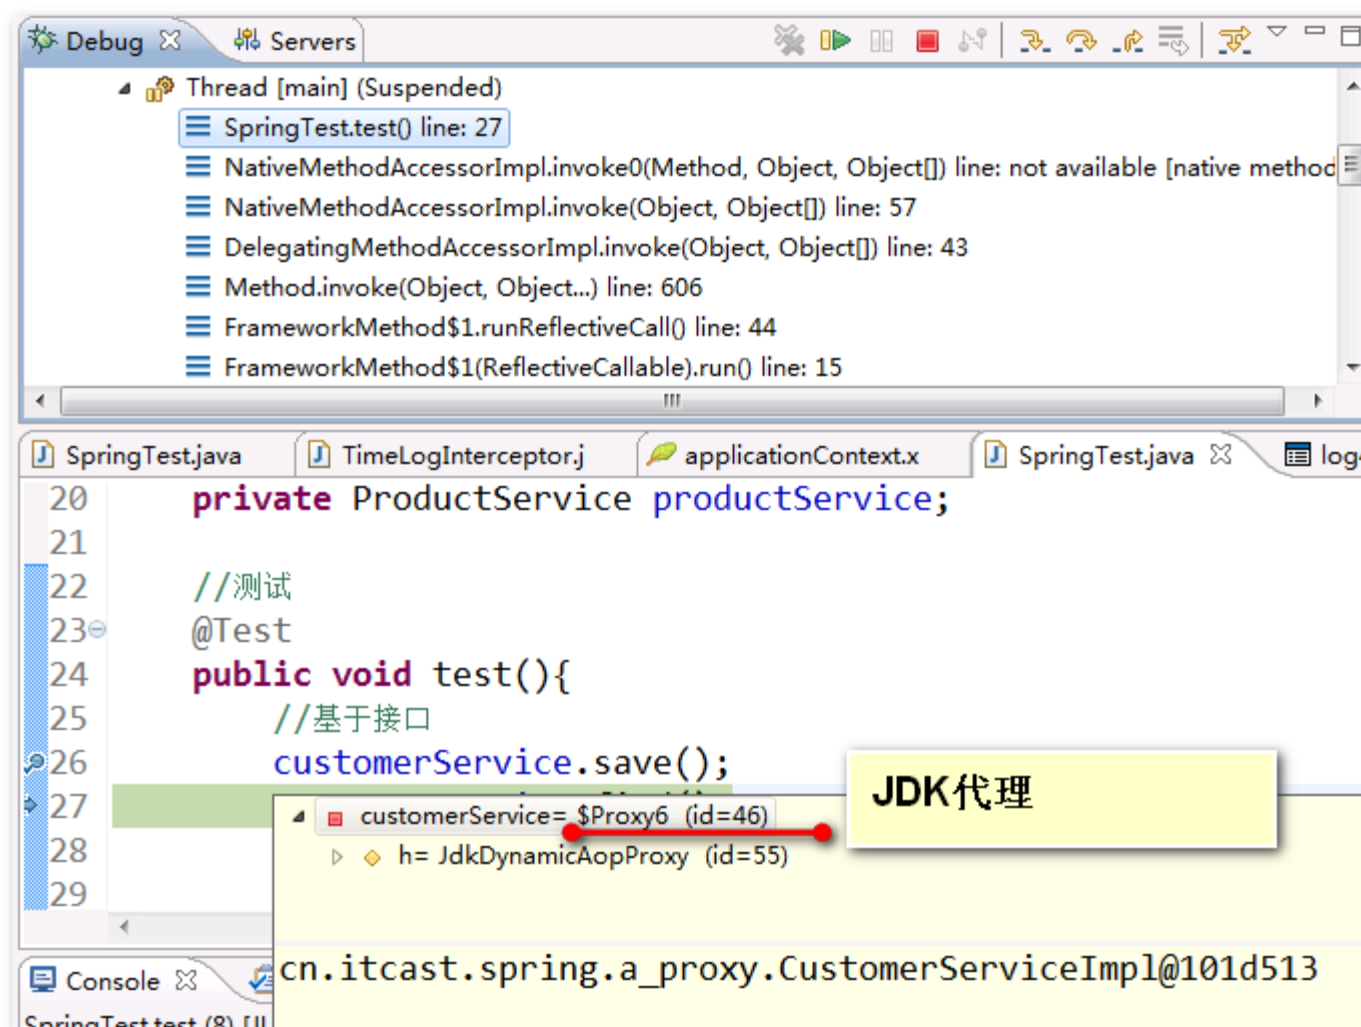 Debug Servers
Thread [main] (Suspended)
SpringTest.test() line: 27
NativeMethodAccessorImpl.invoke0(Method, Object, Object[]) line: not available [native method
NativeMethodAccessorImpl.invoke(Object, Object[]) line: 57
DelegatingMethodAccessorImpl.invoke(Object, Object[]) line: 43
Method.invoke(Object, Object...) line: 606
FrameworkMethod$1.runReflectiveCall() line: 44
FrameworkMethod$1(ReflectiveCallable).run() line: 15
SpringTest.java TimeLogInterceptor.j applicationContext.x SpringTest.java log4
20 private ProductService productService;
21
22 //测试
23 @Test
24 public void test(){
25 //基于接口
26 customerService.save();
27
JDK代理
customerService= $Proxy6 (id=46)
28 h= JdkDynamicAopProxy (id=55)
29
cn.itcast.spring.a_proxy.CustomerServiceImpl@101d513
Console
SpringTest.test (8) [JU